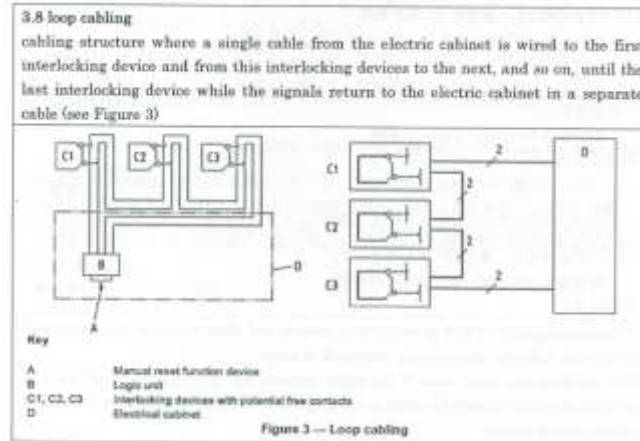 3.8 loop cabling
cabling structure where a single cable from the electric cabinet is wired to the first
interlocking device and from this interlocking devices to the next, and so on, until the
last interlocking device while the signals return to the electric cabinet in a separate
cable (see Figure 3)
C1 C2 C3
B
D
A
C1
C2
C3
2
2
2
2
D
Key
A Manual reset function device
B Logic unit
C1, C2, C3 Interlocking devices with potential free contacts
D Electrical cabinet
Figure 3 — Loop cabling